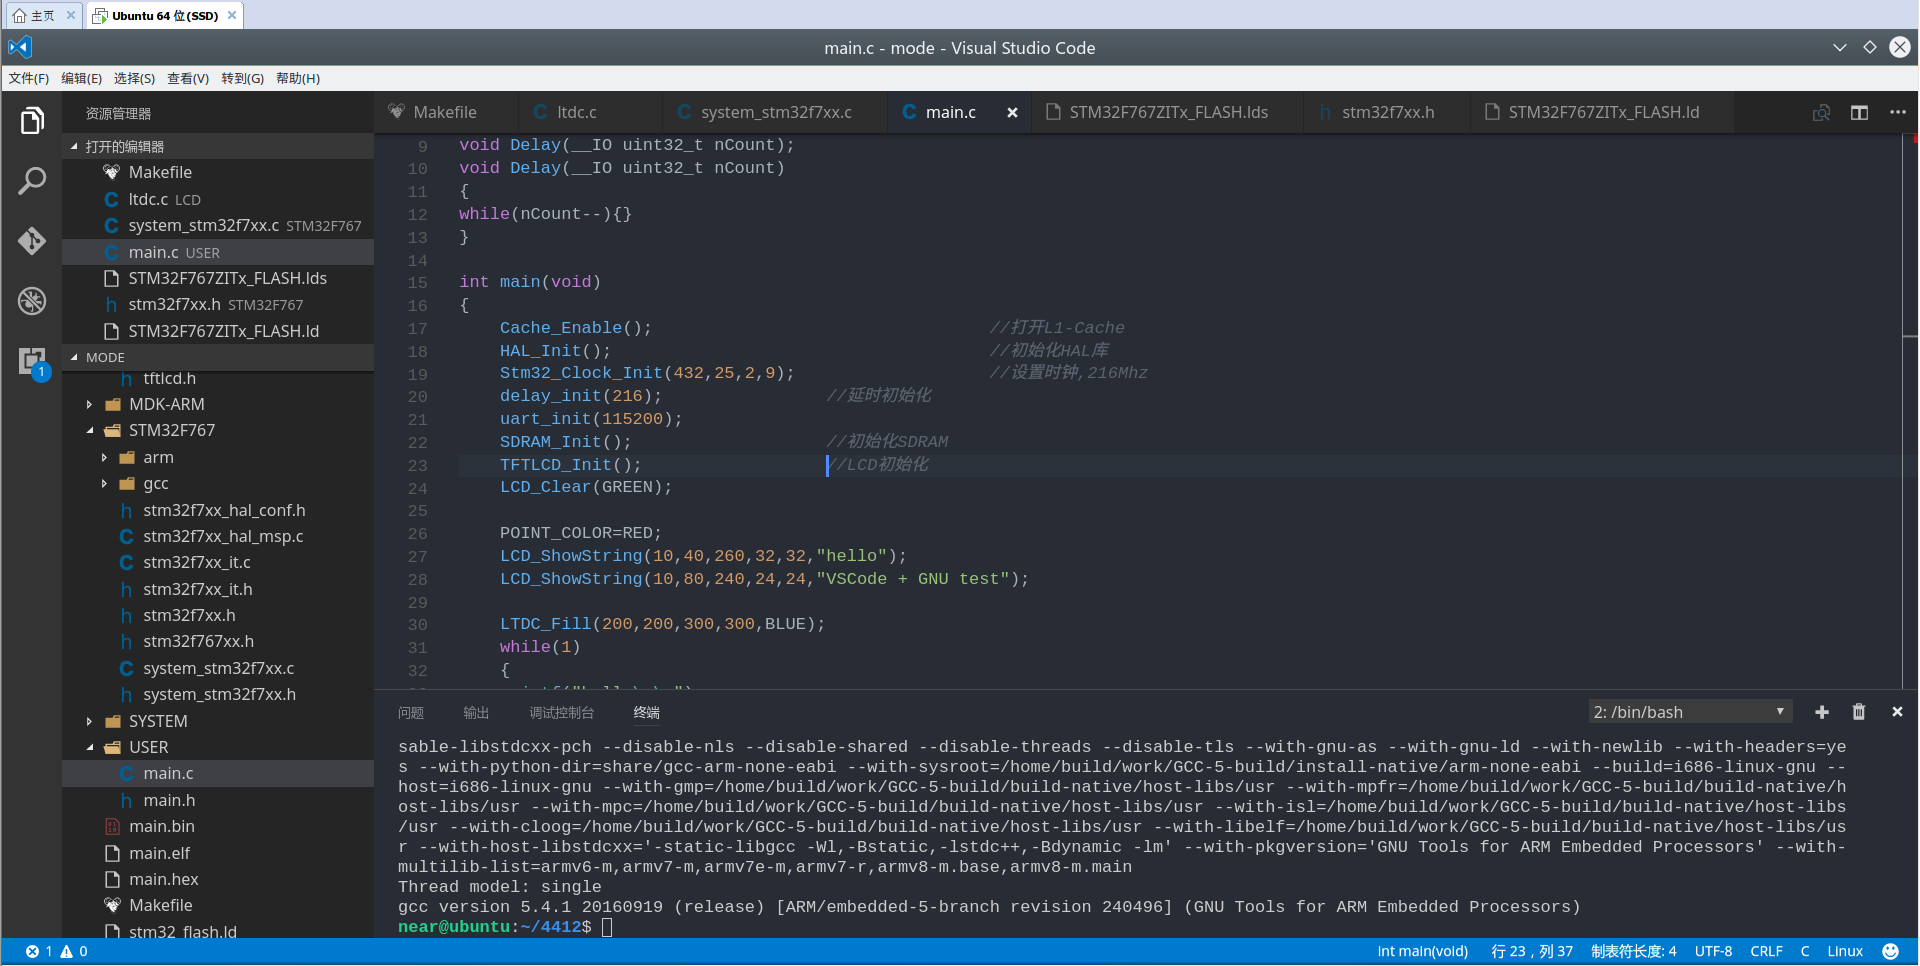 主页
Ubuntu 64 位(SSD)
main.c - mode - Visual Studio Code
文件(F) 编辑(E) 选择(S) 查看(V) 转到(G) 帮助(H)
资源管理器
打开的编辑器
Makefile
ltdc.c LCD
system_stm32f7xx.c STM32F767
main.c USER
STM32F767ZITx_FLASH.lds
stm32f7xx.h STM32F767
STM32F767ZITx_FLASH.ld
MODE
tftlcd.h
MDK-ARM
STM32F767
arm
gcc
stm32f7xx_hal_conf.h
stm32f7xx_hal_msp.c
stm32f7xx_it.c
stm32f7xx_it.h
stm32f7xx.h
stm32f767xx.h
system_stm32f7xx.c
system_stm32f7xx.h
SYSTEM
USER
main.c
main.h
main.bin
main.elf
main.hex
Makefile
stm32_flash.ld
1
Makefile ltdc.c system_stm32f7xx.c main.c STM32F767ZITx_FLASH.lds stm32f7xx.h STM32F767ZITx_FLASH.ld
9 void Delay(__IO uint32_t nCount);
10 void Delay(__IO uint32_t nCount)
11 {
12 while(nCount--){}
13 }
14
15 int main(void)
16 {
17 Cache_Enable(); //打开L1-Cache
18 HAL_Init(); //初始化HAL库
19 Stm32_Clock_Init(432,25,2,9); //设置时钟,216Mhz
20 delay_init(216); //延时初始化
21 uart_init(115200);
22 SDRAM_Init(); //初始化SDRAM
23 TFTLCD_Init(); //LCD初始化
24 LCD_Clear(GREEN);
25
26 POINT_COLOR=RED;
27 LCD_ShowString(10,40,260,32,32,"hello");
28 LCD_ShowString(10,80,240,24,24,"VSCode + GNU test");
29
30 LTDC_Fill(200,200,300,300,BLUE);
31 while(1)
32 {
问题 输出 调试控制台 终端 2: /bin/bash
sable-libstdcxx-pch --disable-nls --disable-shared --disable-threads --disable-tls --with-gnu-as --with-gnu-ld --with-newlib --with-headers=ye
s --with-python-dir=share/gcc-arm-none-eabi --with-sysroot=/home/build/work/GCC-5-build/install-native/arm-none-eabi --build=i686-linux-gnu --
host=i686-linux-gnu --with-gmp=/home/build/work/GCC-5-build/build-native/host-libs/usr --with-mpfr=/home/build/work/GCC-5-build/build-native/h
ost-libs/usr --with-mpc=/home/build/work/GCC-5-build/build-native/host-libs/usr --with-isl=/home/build/work/GCC-5-build/build-native/host-libs
/usr --with-cloog=/home/build/work/GCC-5-build/build-native/host-libs/usr --with-libelf=/home/build/work/GCC-5-build/build-native/host-libs/us
r --with-host-libstdcxx='-static-libgcc -Wl,-Bstatic,-lstdc++,-Bdynamic -lm' --with-pkgversion='GNU Tools for ARM Embedded Processors' --with-
multilib-list=armv6-m,armv7-m,armv7e-m,armv7-r,armv8-m.base,armv8-m.main
Thread model: single
gcc version 5.4.1 20160919 (release) [ARM/embedded-5-branch revision 240496] (GNU Tools for ARM Embedded Processors)
near@ubuntu:~/4412$
1 0 int main(void) 行 23，列 37 制表符长度: 4 UTF-8 CRLF C Linux